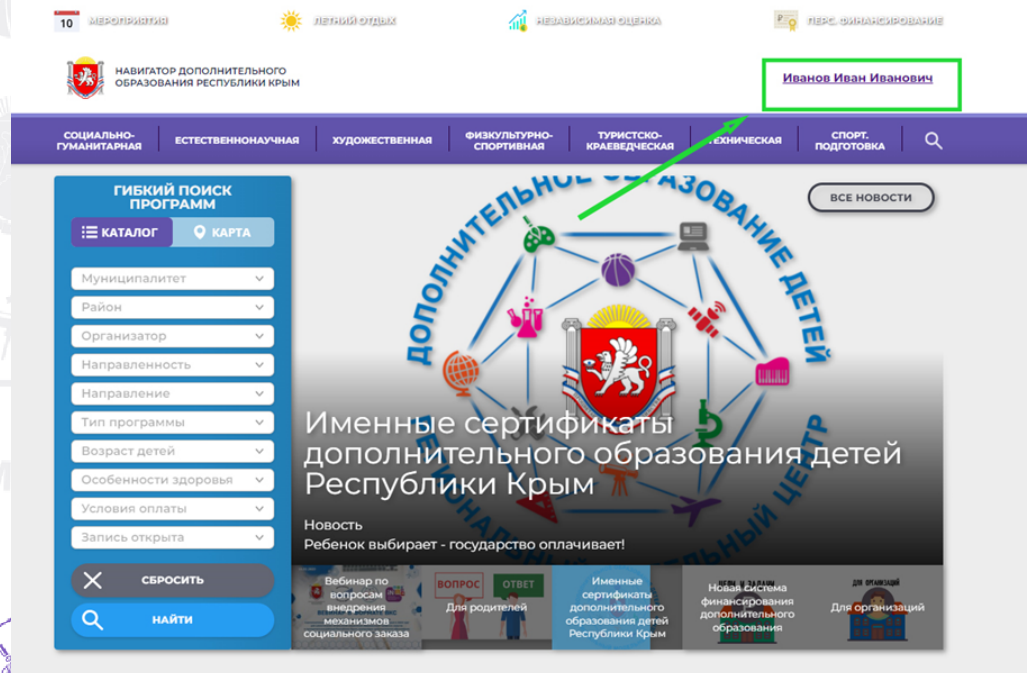 10 МЕРОПРИЯТИЯ
ЛЕТНИЙ ОТДЫХ
НЕЗАВИСИМАЯ ОЦЕНКА
ПЕРС. ФИНАНСИРОВАНИЕ
НАВИГАТОР ДОПОЛНИТЕЛЬНОГО
ОБРАЗОВАНИЯ РЕСПУБЛИКИ КРЫМ
Иванов Иван Иванович
СОЦИАЛЬНО-
ГУМАНИТАРНАЯ
ЕСТЕСТВЕННОНАУЧНАЯ
ХУДОЖЕСТВЕННАЯ
ФИЗКУЛЬТУРНО-
СПОРТИВНАЯ
ТУРИСТСКО-
КРАЕВЕДЧЕСКАЯ
ТЕХНИЧЕСКАЯ
СПОРТ.
ПОДГОТОВКА
ГИБКИЙ ПОИСК
ПРОГРАММ
КАТАЛОГ
КАРТА
Муниципалитет
Район
Организатор
Направленность
Направление
Тип программы
Возраст детей
Особенности здоровья
Условия оплаты
Запись открыта
СБРОСИТЬ
НАЙТИ
ВСЕ НОВОСТИ
ДОПОЛНИТЕЛЬНОЕ ОБРАЗОВАНИЕ ДЕТЕЙ
Именные сертификаты
дополнительного образования детей
Республики Крым
Новость
Ребенок выбирает - государство оплачивает!
Вебинар по
вопросам
внедрения
механизмов
социального заказа
ВОПРОС
ОТВЕТ
Для родителей
Именные
сертификаты
дополнительного
образования детей
Республики Крым
Новая система
финансирования
дополнительного
образования
ДЛЯ ОРГАНИЗАЦИЙ
Для организаций